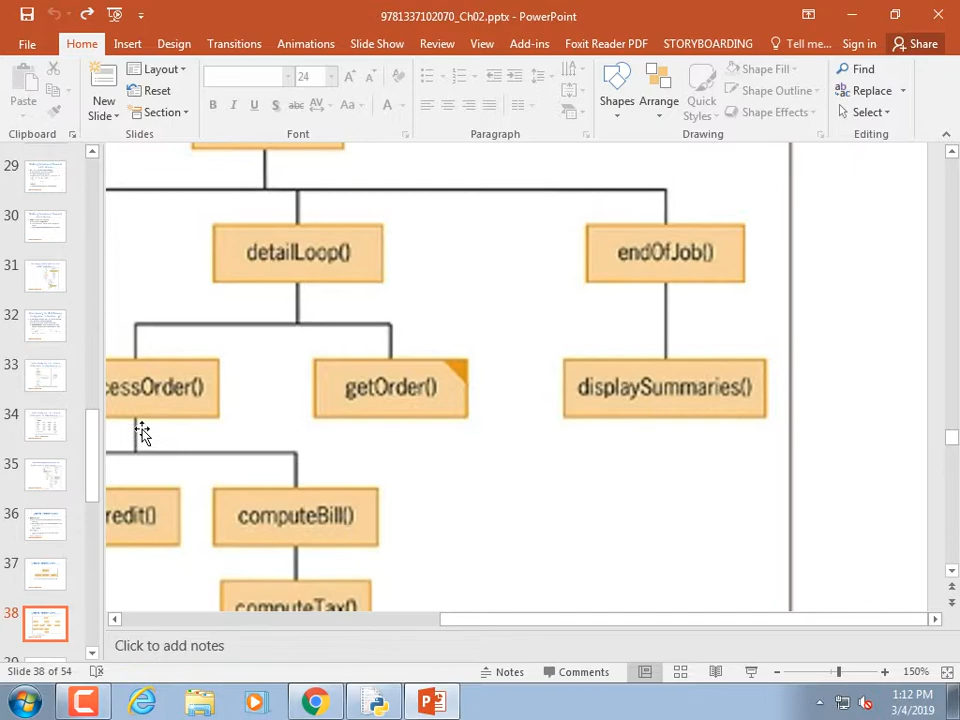 9781337102070_Ch02.pptx - PowerPoint
File Home Insert Design Transitions Animations Slide Show Review View Add-ins Foxit Reader PDF STORYBOARDING Tell me... Sign in Share
Paste
New
Slide
Layout
Reset
Section
24
B I U S abc AV Aa A
Shapes
Arrange
Quick
Styles
Shape Fill
Shape Outline
Shape Effects
Find
Replace
Select
Clipboard Slides Font Paragraph Drawing Editing
29
30
31
32
33
34
35
36
37
38
detailLoop()
endOfJob()
cessOrder()
getOrder()
displaySummaries()
redit()
computeBill()
computeTax()
Click to add notes
Slide 38 of 54
Notes
Comments
150%
1:12 PM
3/4/2019